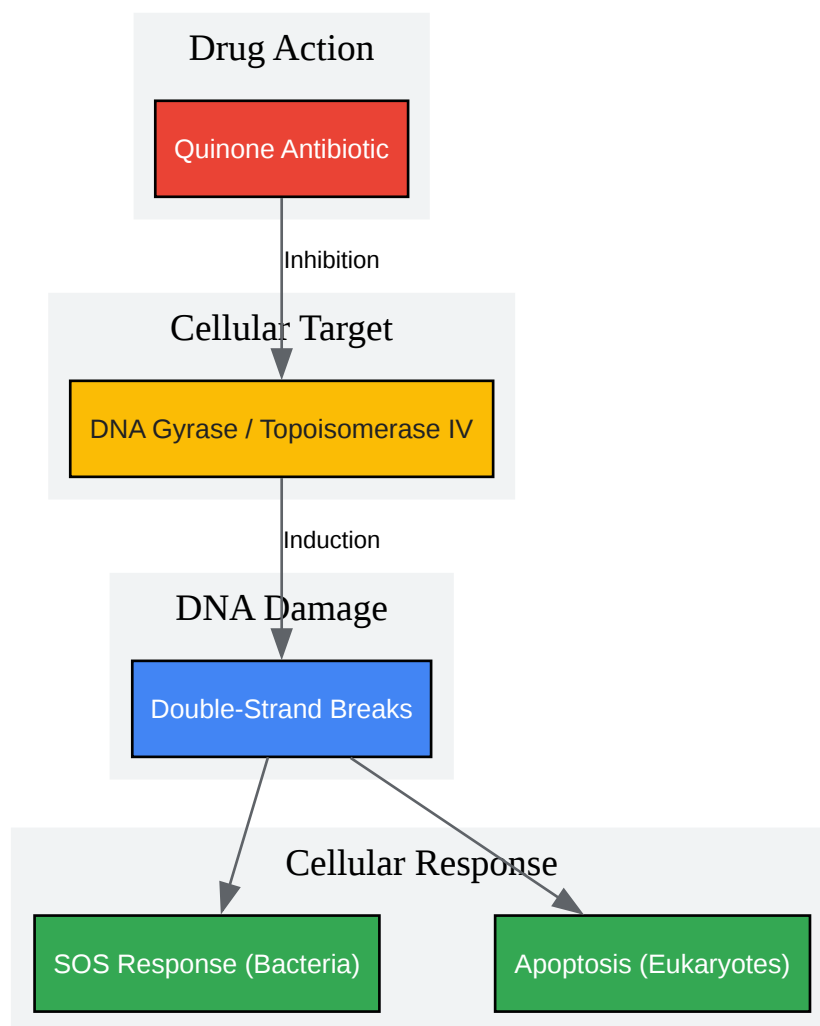 Drug Action
Quinone Antibiotic
Inhibition
Cellular Target
DNA Gyrase / Topoisomerase IV
Induction
DNA Damage
Double-Strand Breaks
Cellular Response
SOS Response (Bacteria)
Apoptosis (Eukaryotes)